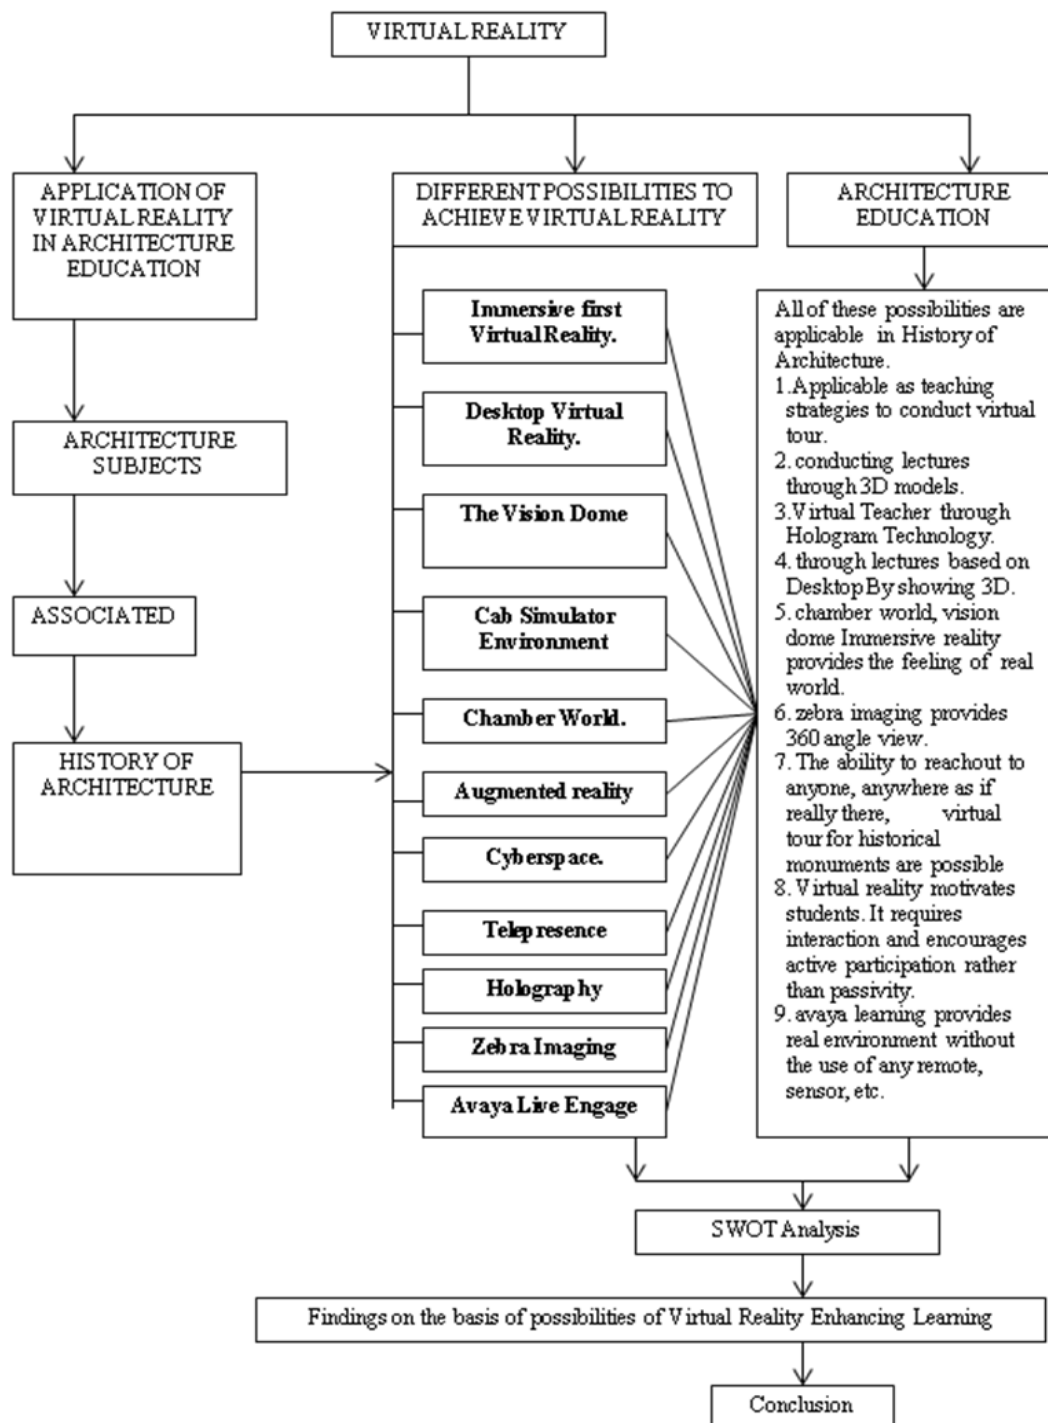 VIRTUAL REALITY
APPLICATION OF
VIRTUAL REALITY
IN ARCHITECTURE
EDUCATION
ARCHITECTURE
SUBJECTS
ASSOCIATED
HISTORY OF
ARCHITECTURE
DIFFERENT POSSIBILITIES TO
ACHIEVE VIRTUAL REALITY
Immersive first
Virtual Reality.
Desktop Virtual
Reality.
The Vision Dome
Cab Simulator
Environment
Chamber World.
Augmented reality
Cyberspace.
Telepresence
Holography
Zebra Imaging
Avaya Live Engage
ARCHITECTURE
EDUCATION
All of these possibilities are
applicable in History of
Architecture.
1.Applicable as teaching
strategies to conduct virtual
tour.
2. conducting lectures
through 3D models.
3.Virtual Teacher through
Hologram Technology.
4. through lectures based on
Desktop By showing 3D.
5. chamber world, vision
dome Immersive reality
provides the feeling of real
world.
6. zebra imaging provides
360 angle view.
7. The ability to reachout to
anyone, anywhere as if
really there, virtual
tour for historical
monuments are possible
8. Virtual reality motivates
students. It requires
interaction and encourages
active participation rather
than passivity.
9. avaya learning provides
real environment without
the use of any remote,
sensor, etc.
SWOT Analysis
Findings on the basis of possibilities of Virtual Reality Enhancing Learning
Conclusion